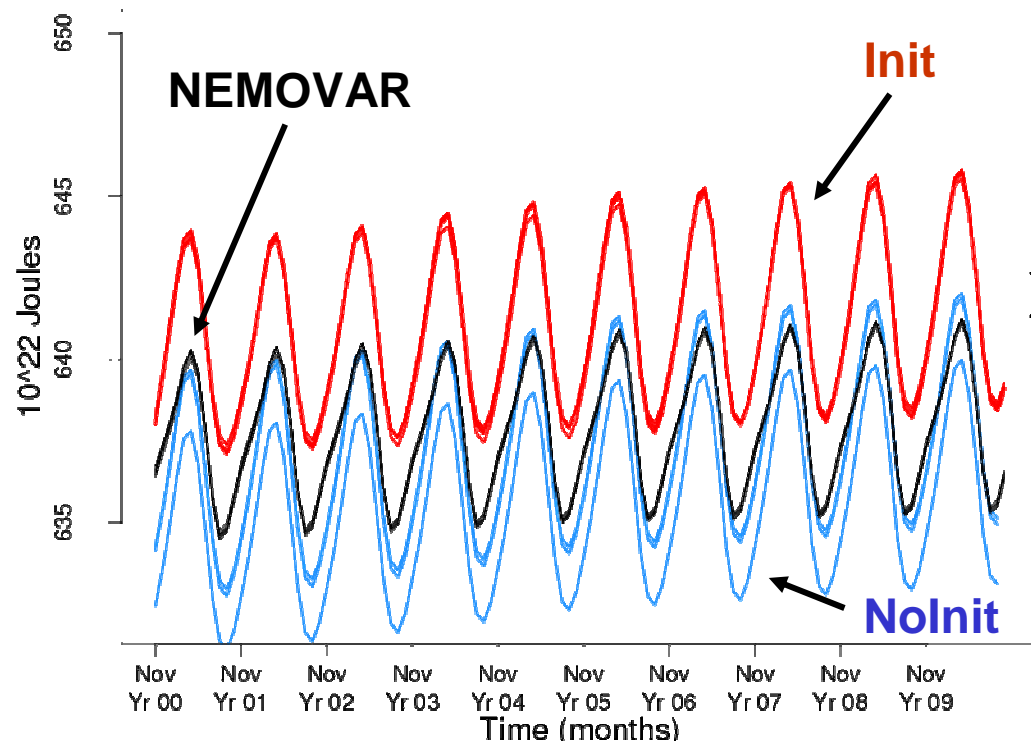 650
645
640
635
10^22 Joules
NEMOVAR
Init
NoInit
Nov Nov Nov Nov Nov Nov Nov Nov Nov Nov
Yr 00 Yr 01 Yr 02 Yr 03 Yr 04 Yr 05 Yr 06 Yr 07 Yr 08 Yr 09
Time (months)